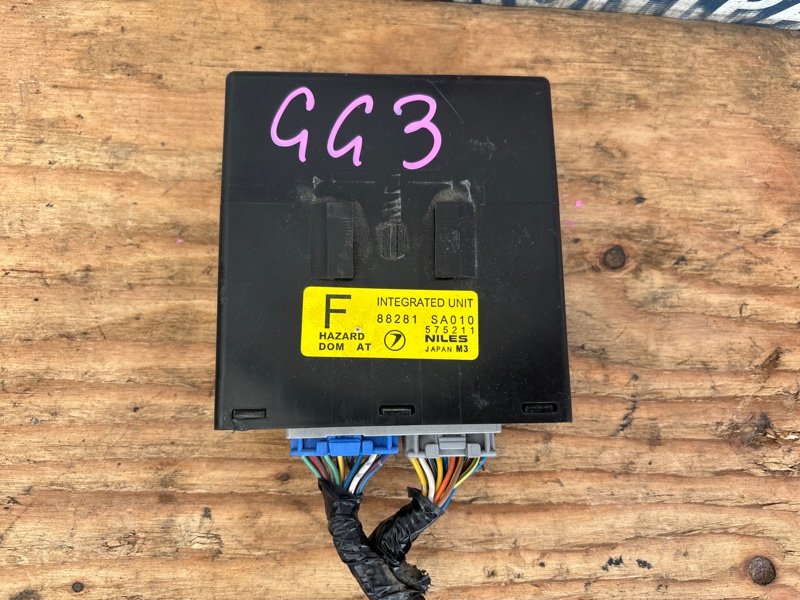 GG3
F INTEGRATED UNIT
88281 SA010
575211
HAZARD NILES
DOM AT JAPAN M3